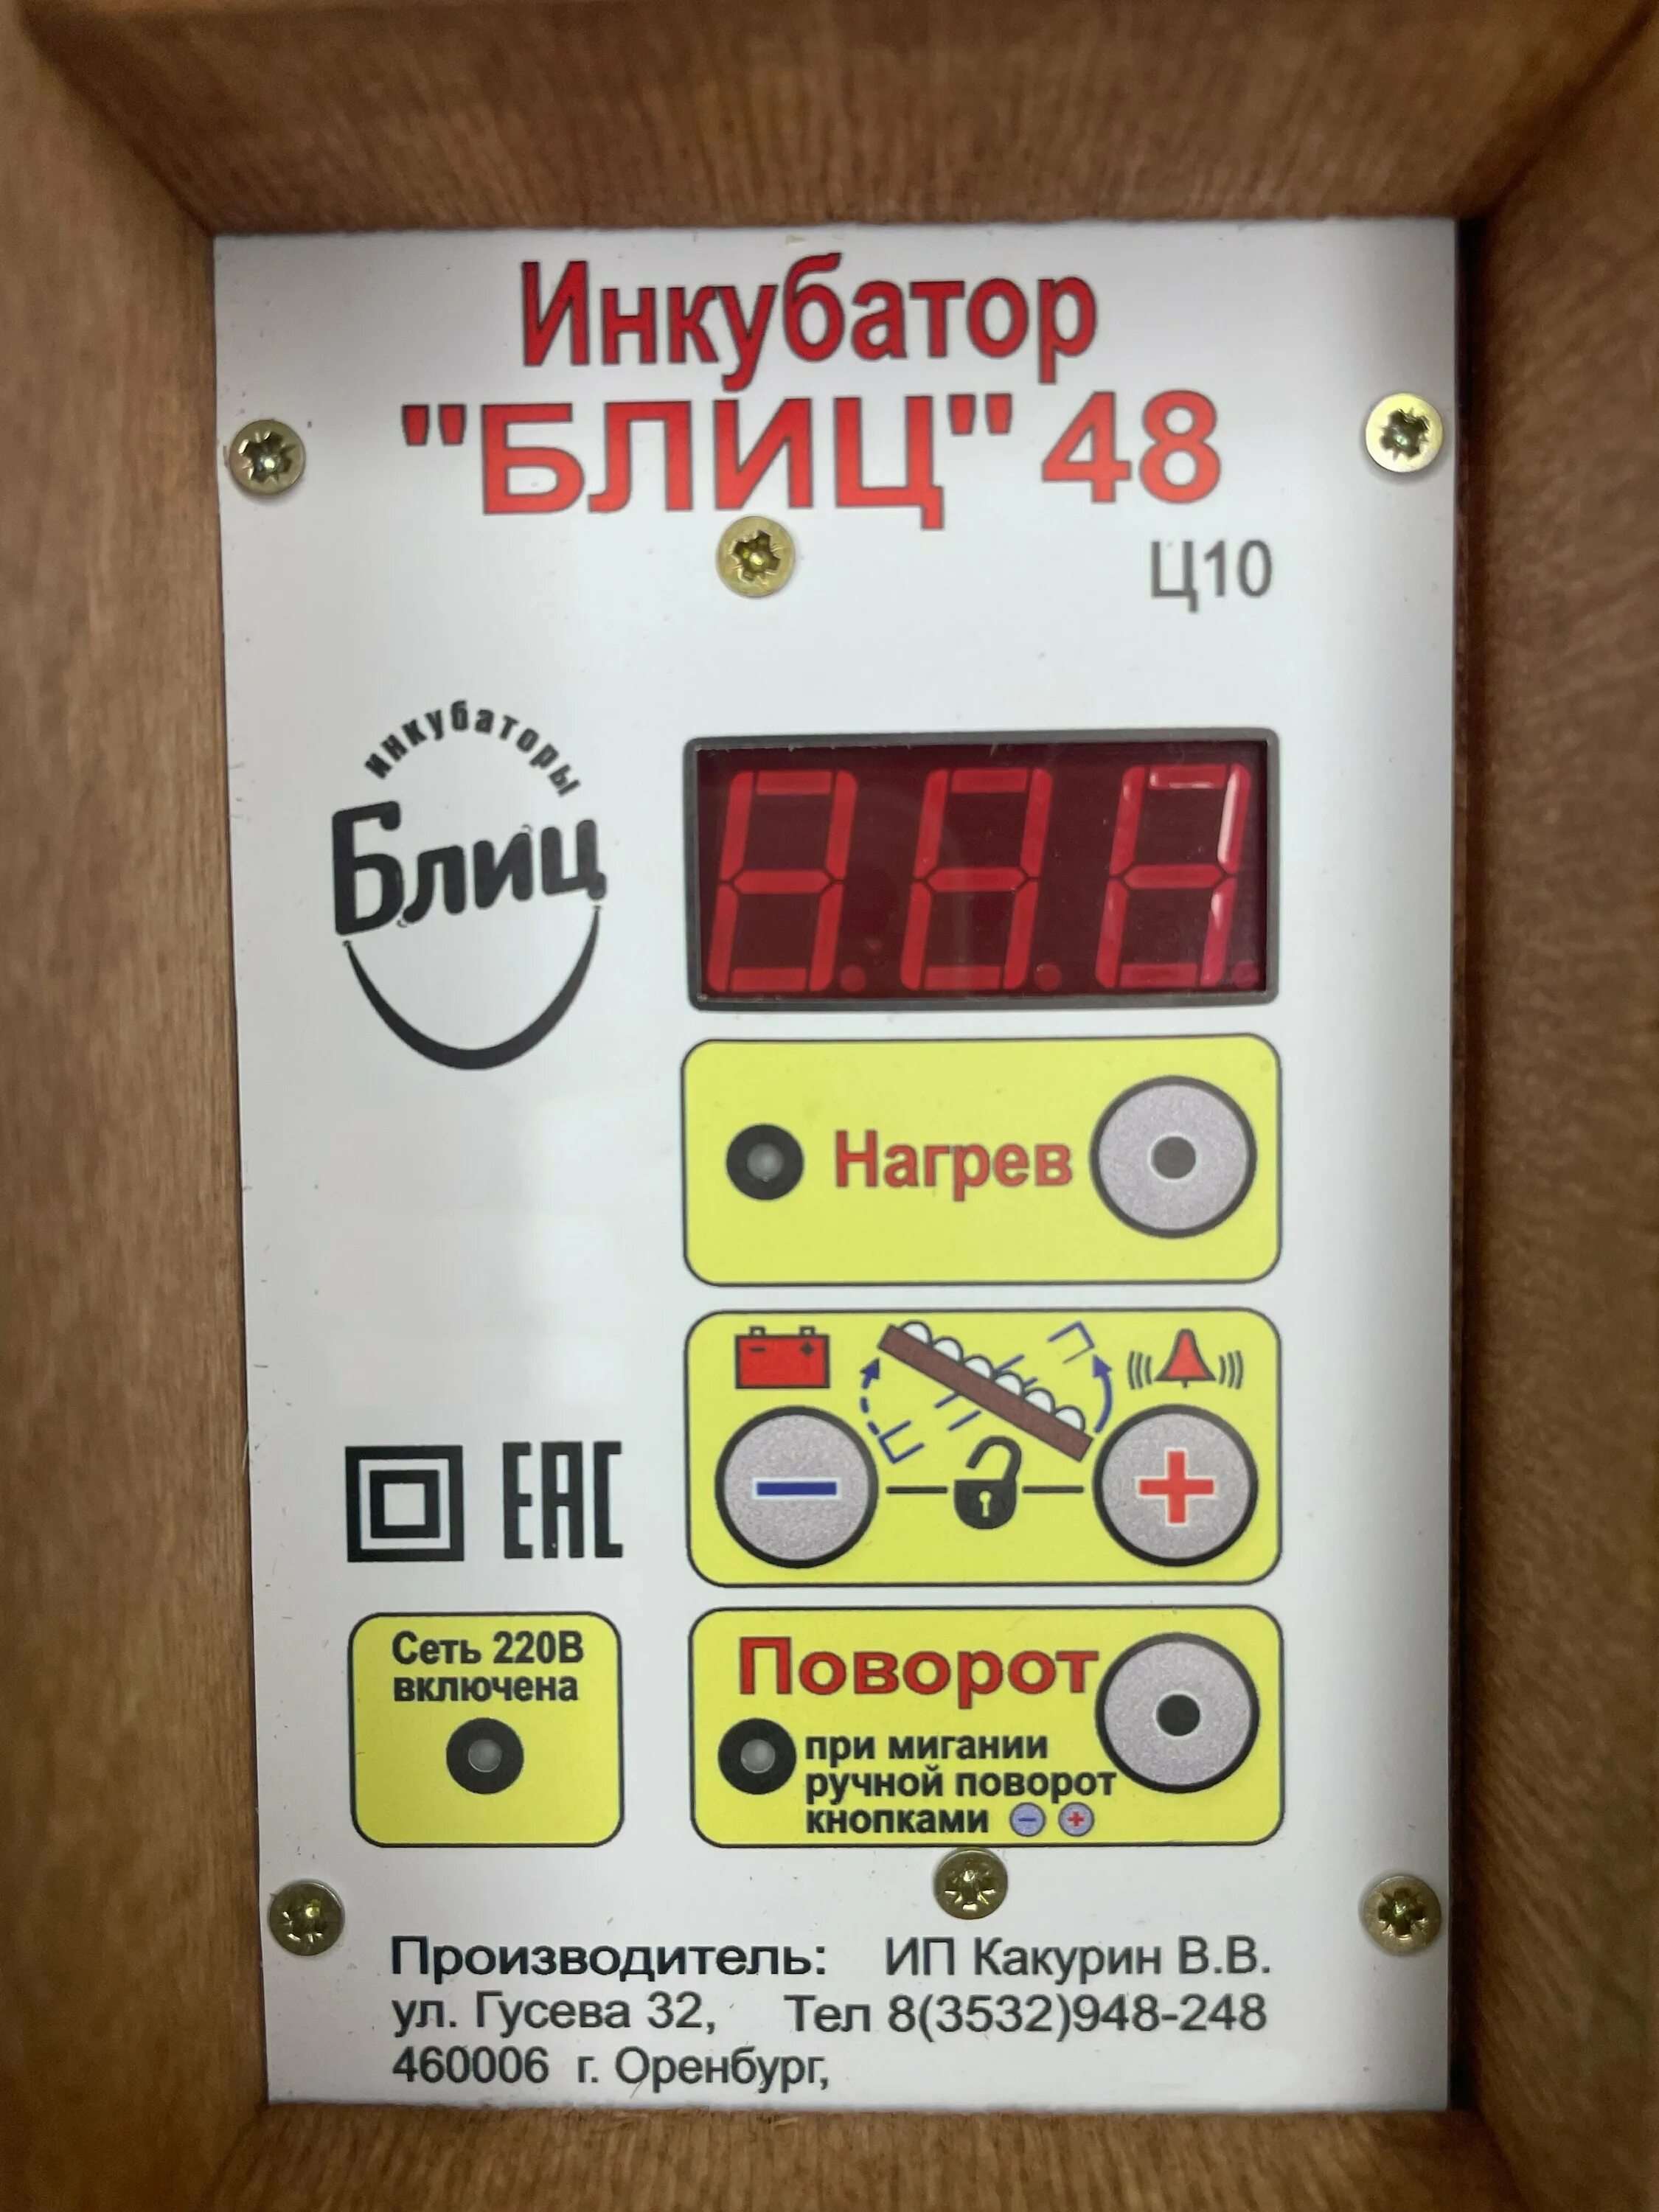 Инкубатор
"БЛИЦ" 48
Ц10
инкубаторы
Блиц
Нагрев
- +
- +
EAC
Сеть 220В
включена
Поворот
при мигании
ручной поворот
кнопками - +
Производитель: ИП Какурин В.В.
ул. Гусева 32, Тел 8(3532)948-248
460006 г. Оренбург,